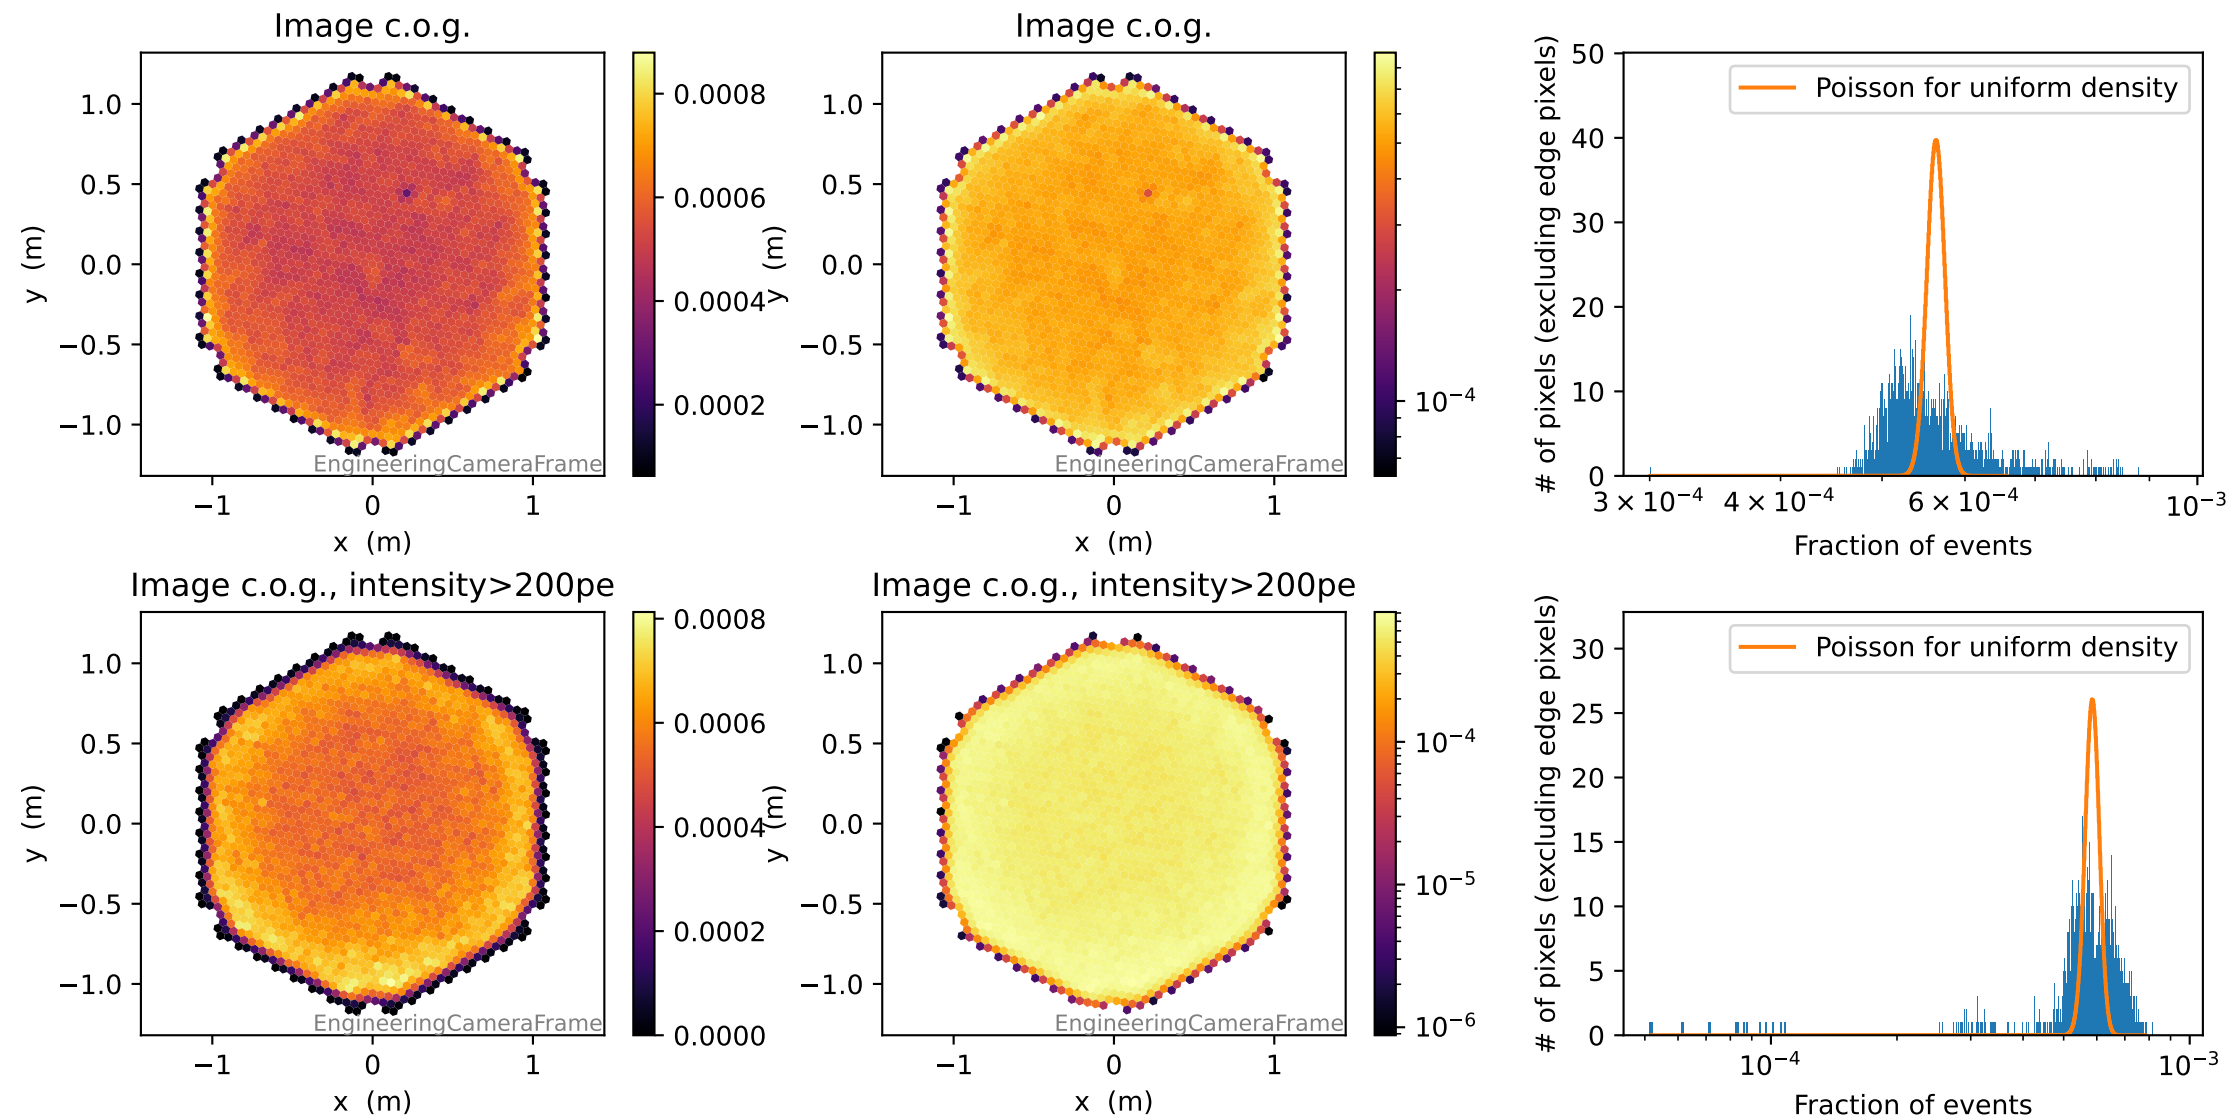 Image c.o.g.
1.0
0.5
0.0
−0.5
−1.0
y (m)
−1
0
1
x (m)
EngineeringCameraFrame
0.0008
0.0006
0.0004
0.0002
Image c.o.g.
1.0
0.5
0.0
−0.5
−1.0
y (m)
−1
0
1
x (m)
EngineeringCameraFrame
10⁻⁴
# of pixels (excluding edge pixels)
50
40
30
20
10
0
Poisson for uniform density
3 × 10⁻⁴
4 × 10⁻⁴
6 × 10⁻⁴
10⁻³
Fraction of events
Image c.o.g., intensity>200pe
1.0
0.5
0.0
−0.5
−1.0
y (m)
−1
0
1
x (m)
EngineeringCameraFrame
0.0008
0.0006
0.0004
0.0002
0.0000
Image c.o.g., intensity>200pe
1.0
0.5
0.0
−0.5
−1.0
y (m)
−1
0
1
x (m)
EngineeringCameraFrame
10⁻⁴
10⁻⁵
10⁻⁶
# of pixels (excluding edge pixels)
30
25
20
15
10
5
0
Poisson for uniform density
10⁻⁴
10⁻³
Fraction of events